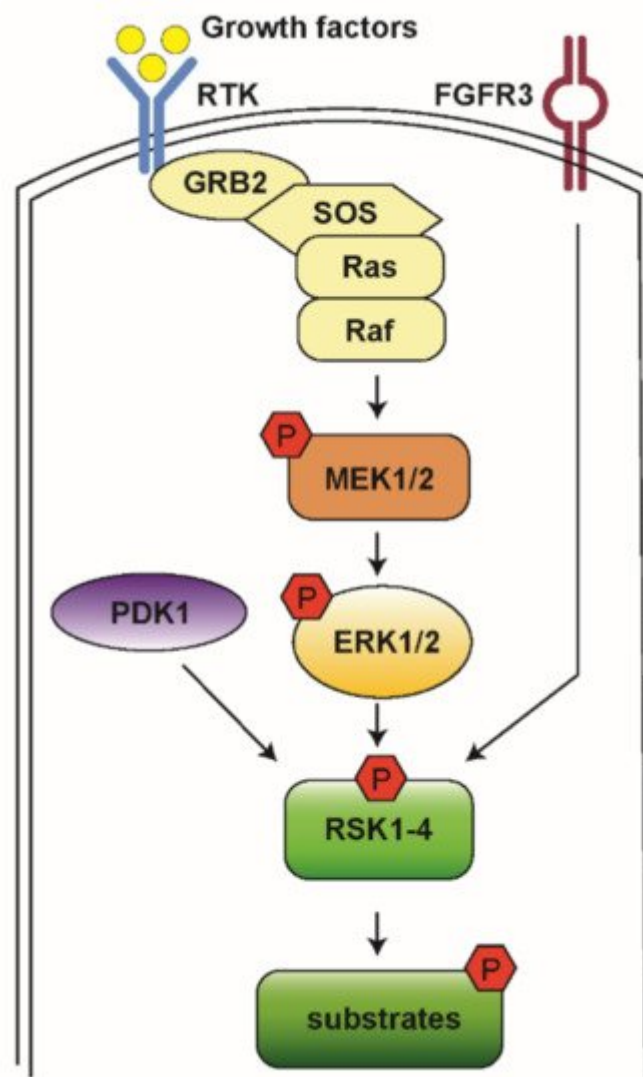 Growth factors
RTK
FGFR3
GRB2
SOS
Ras
Raf
P
MEK1/2
P
PDK1
ERK1/2
P
RSK1-4
P
substrates